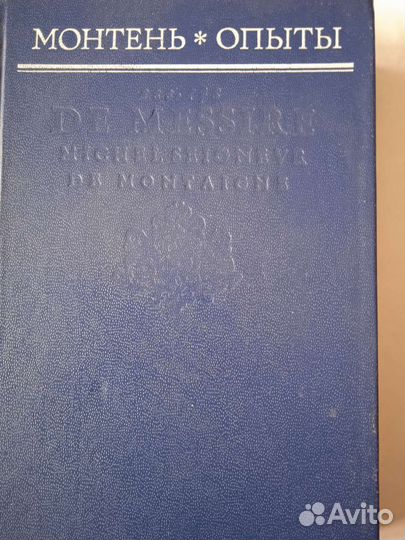 МОНТЕНЬ * ОПЫТЫ
DE MESSIRE
MICHEL SEIGNEVR
DE MONTAIGNE
Avito